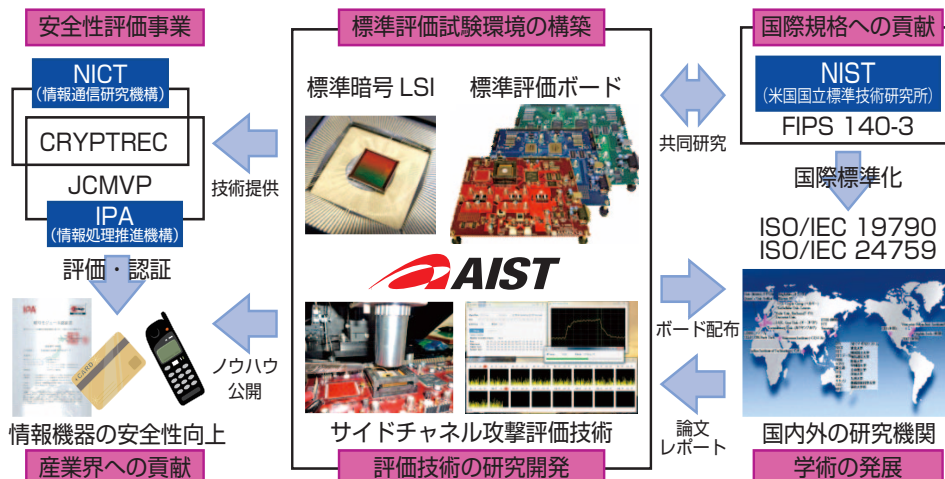 安全性評価事業
NICT
(情報通信研究機構)
CRYPTREC
JCMVP
IPA
(情報処理推進機構)
評価・認証
情報機器の安全性向上
産業界への貢献
技術提供
ノウハウ
公開
標準評価試験環境の構築
標準暗号 LSI
標準評価ボード
AIST
サイドチャネル攻撃評価技術
評価技術の研究開発
共同研究
ボード配布
論文
レポート
国際規格への貢献
NIST
(米国国立標準技術研究所)
FIPS 140-3
国際標準化
ISO/IEC 19790
ISO/IEC 24759
国内外の研究機関
学術の発展
IPA
CARD